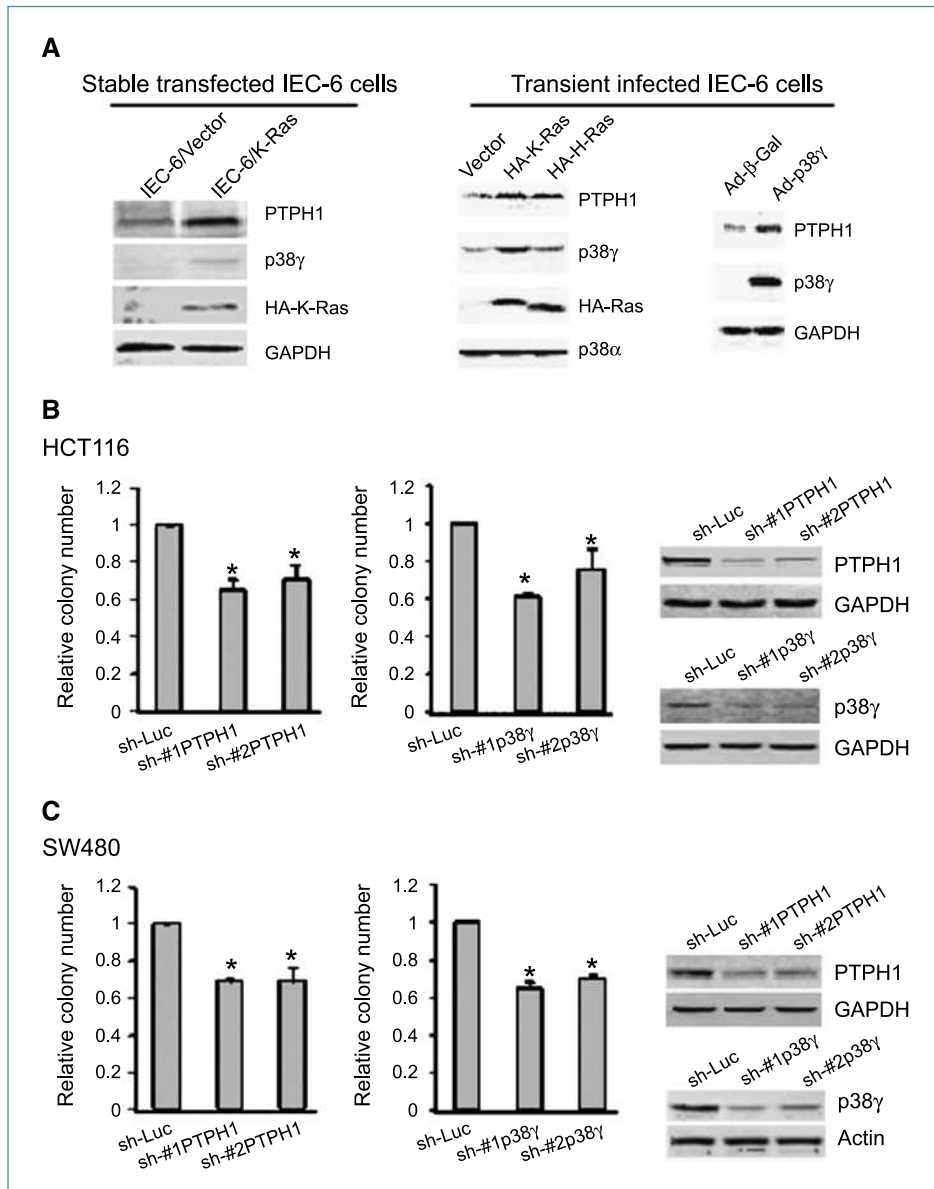 A
Stable transfected IEC-6 cells
IEC-6/Vector
IEC-6/K-Ras
PTPH1
p38γ
HA-K-Ras
GAPDH
Transient infected IEC-6 cells
Vector
HA-K-Ras
HA-H-Ras
PTPH1
p38γ
HA-Ras
p38α
Ad-β-Gal
Ad-p38γ
PTPH1
p38γ
GAPDH
B
HCT116
Relative colony number
1.2
1
0.8
0.6
0.4
0.2
0
* *
sh-Luc
sh-#1PTPH1
sh-#2PTPH1
Relative colony number
1.2
1
0.8
0.6
0.4
0.2
0
* *
sh-Luc
sh-#1p38γ
sh-#2p38γ
sh-Luc
sh-#1PTPH1
sh-#2PTPH1
PTPH1
GAPDH
sh-Luc
sh-#1p38γ
sh-#2p38γ
p38γ
GAPDH
C
SW480
Relative colony number
1.2
1
0.8
0.6
0.4
0.2
0
* *
sh-Luc
sh-#1PTPH1
sh-#2PTPH1
Relative colony number
1.2
1
0.8
0.6
0.4
0.2
0
* *
sh-Luc
sh-#1p38γ
sh-#2p38γ
sh-Luc
sh-#1PTPH1
sh-#2PTPH1
PTPH1
GAPDH
sh-Luc
sh-#1p38γ
sh-#2p38γ
p38γ
Actin